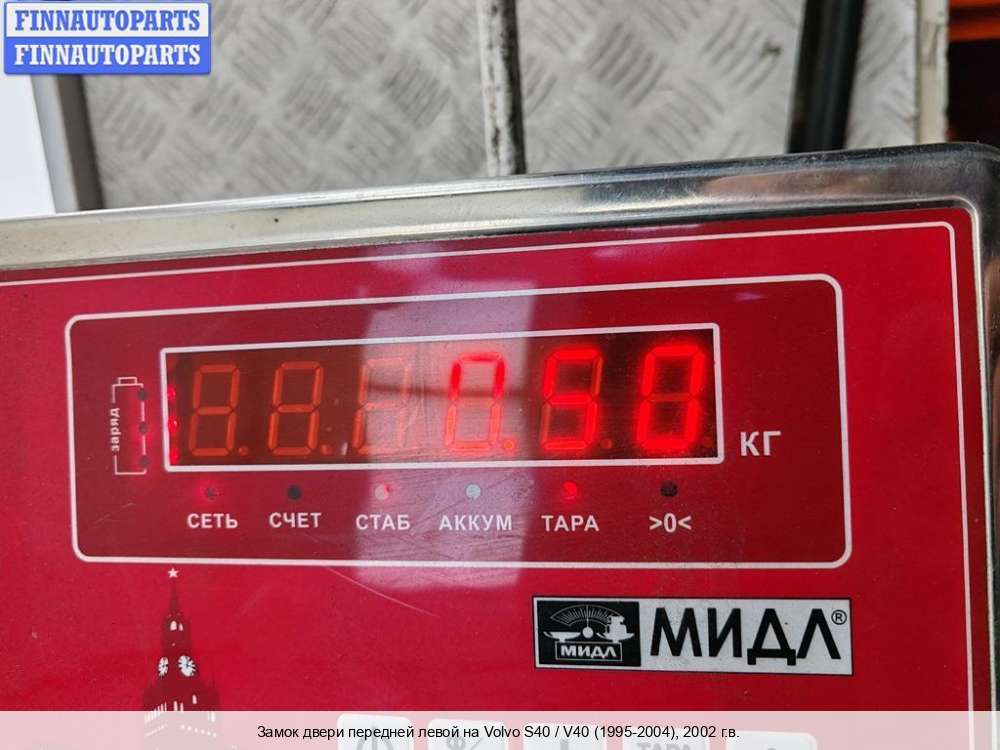 FINNAUTOPARTS
FINNAUTOPARTS
заряд
0.50
КГ
СЕТЬ СЧЕТ СТАБ АККУМ ТАРА >0<
МИДЛ МИДЛ®
ТАРА
Замок двери передней левой на Volvo S40 / V40 (1995-2004), 2002 г.в.